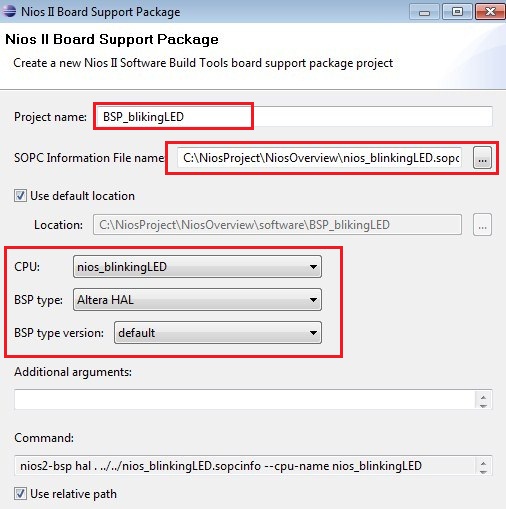 Nios II Board Support Package
Nios II Board Support Package
Create a new Nios II Software Build Tools board support package project
Project name: BSP_blikingLED
SOPC Information File name: C:\NiosProject\NiosOverview\nios_blinkingLED.sopc ...
Use default location
Location: C:\NiosProject\NiosOverview\software\BSP_blikingLED ...
CPU: nios_blinkingLED
BSP type: Altera HAL
BSP type version: default
Additional arguments:
Command:
nios2-bsp hal . ../../nios_blinkingLED.sopcinfo --cpu-name nios_blinkingLED
Use relative path